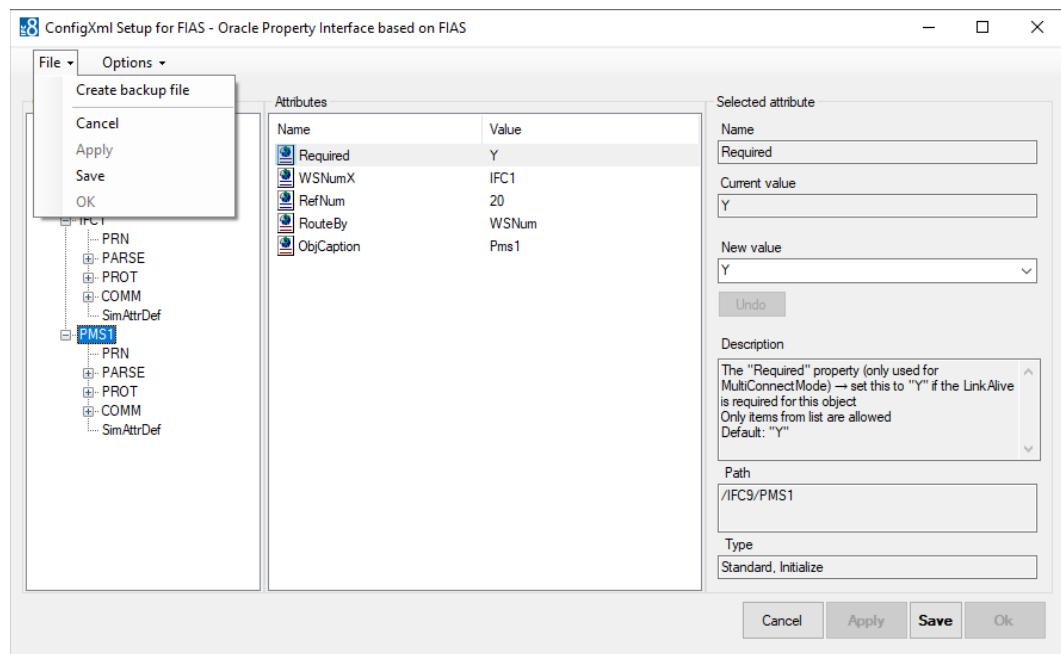 ConfigXml Setup for FIAS - Oracle Property Interface based on FIAS
File Options
Create backup file
Cancel
Apply
Save
OK
IFC1
PRN
PARSE
PROT
COMM
SimAttrDef
PMS1
PRN
PARSE
PROT
COMM
SimAttrDef
Attributes
Name Value
Required Y
WSNumX IFC1
RefNum 20
RouteBy WSNum
ObjCaption Pms1
Selected attribute
Name
Required
Current value
Y
New value
Y
Undo
Description
The "Required" property (only used for
MultiConnectMode) → set this to "Y" if the LinkAlive
is required for this object
Only items from list are allowed
Default: "Y"
Path
/IFC9/PMS1
Type
Standard, Initialize
Cancel Apply Save Ok